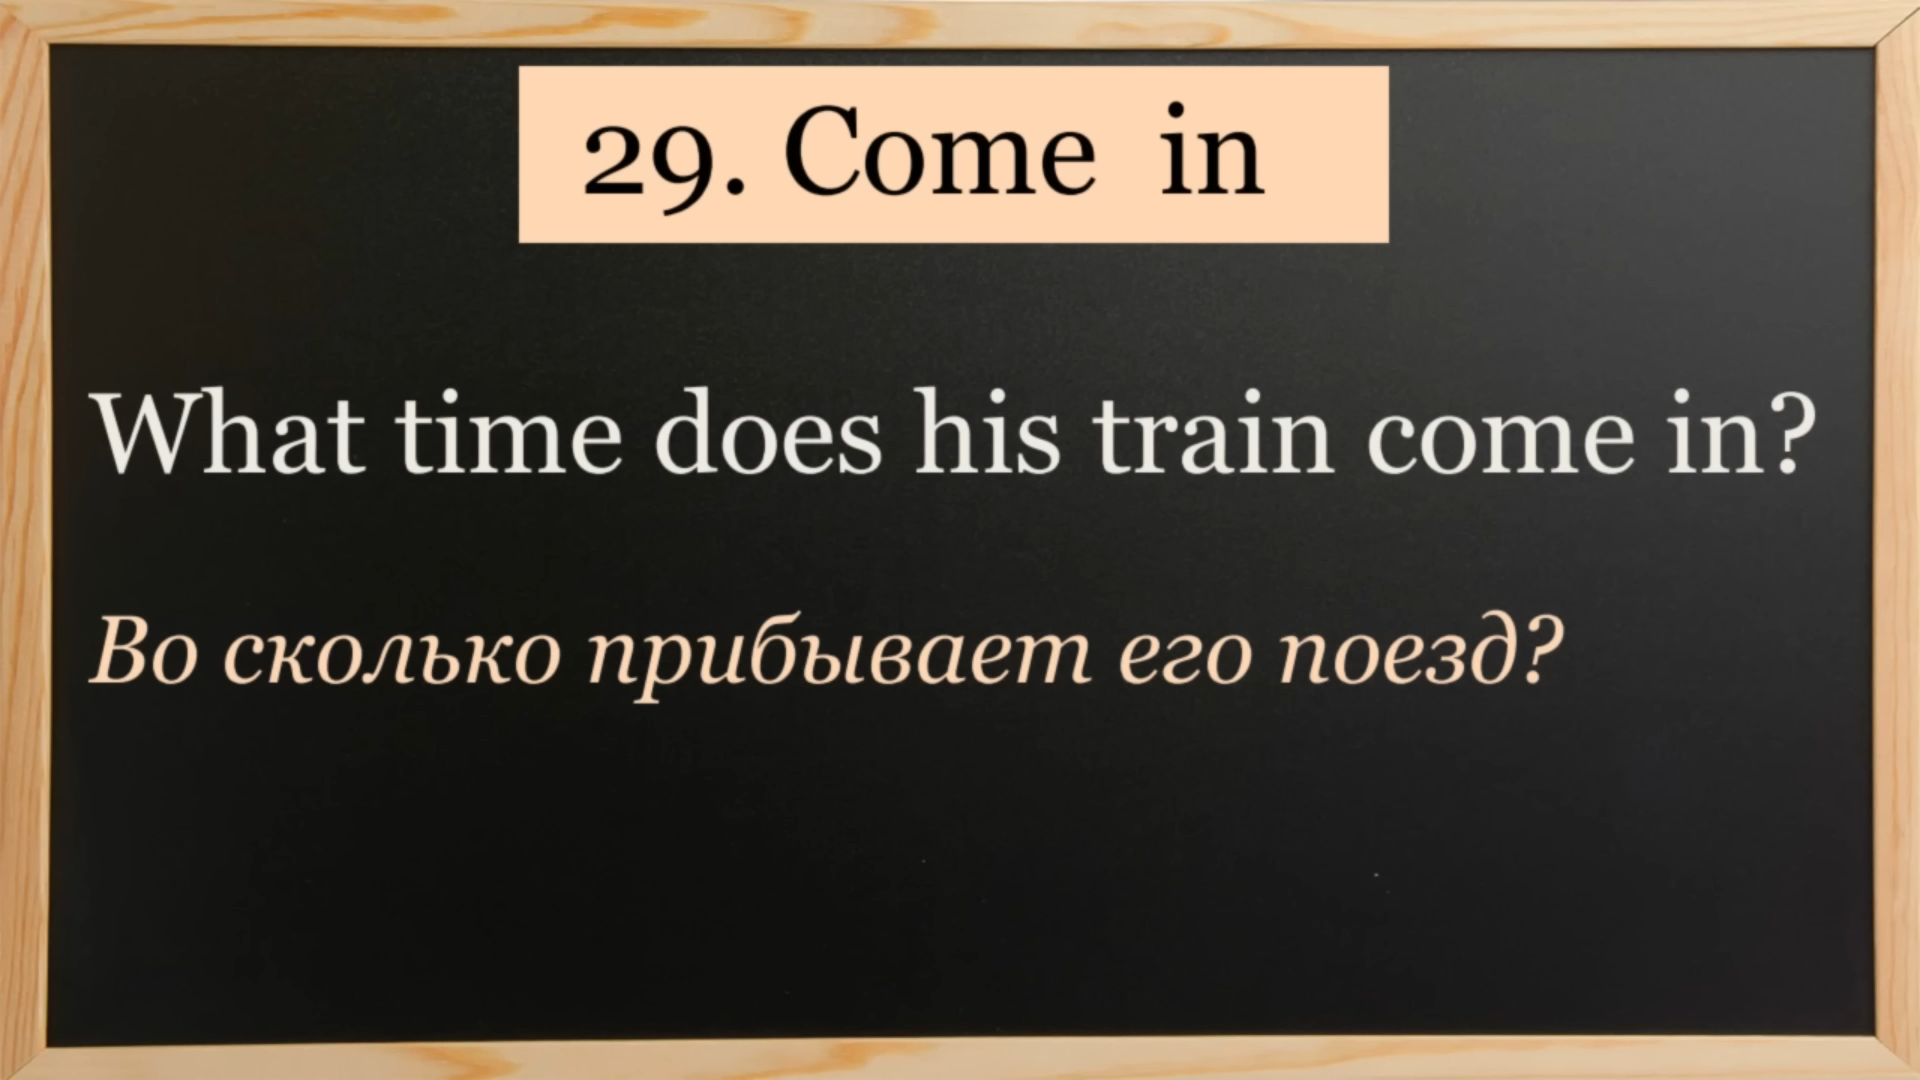 29. Come in
What time does his train come in?
Во сколько прибывает его поезд?